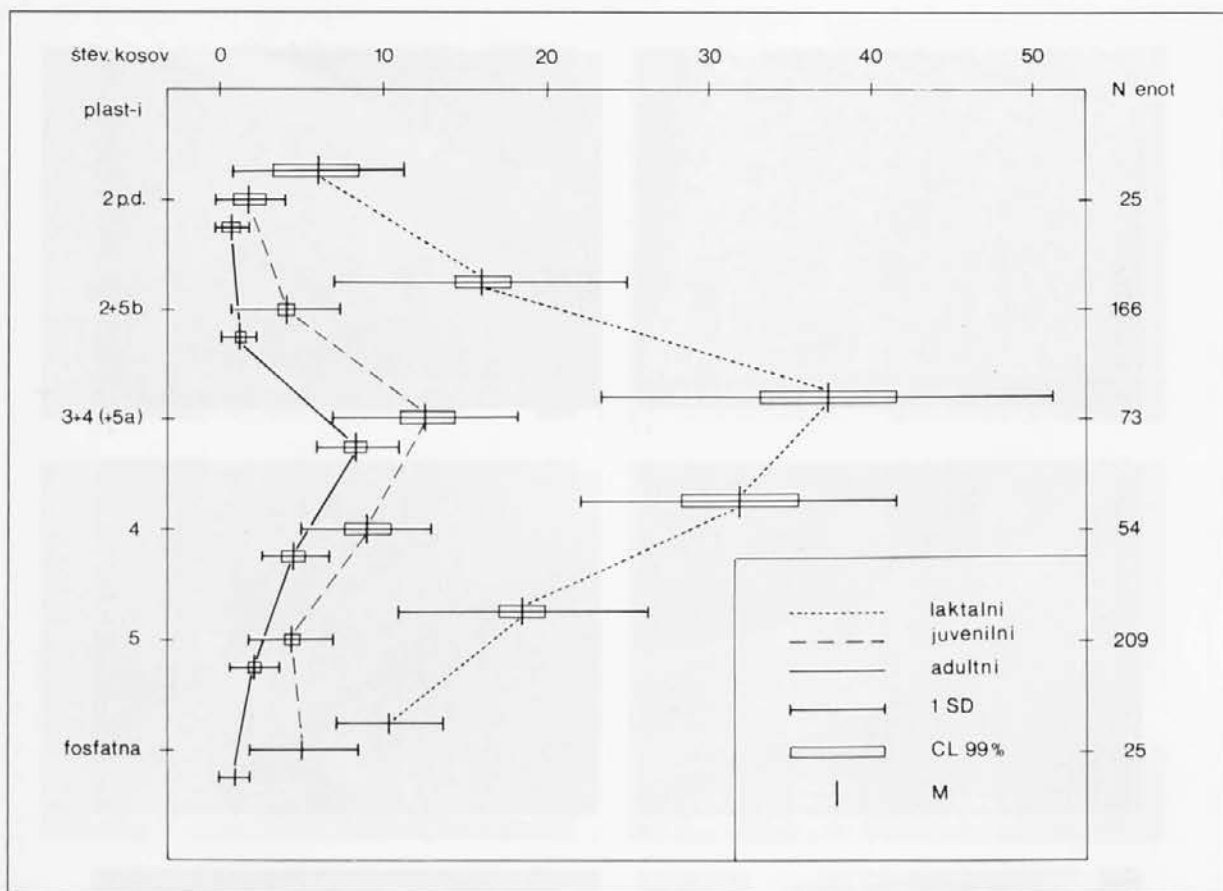 štev. kosov 0 10 20 30 40 50
plast-i N enot
2 p.d. 25
2+5b 166
3+4 (+5a) 73
4 54
5 209
fosfatna 25
laktalni
juvenilni
adultni
1 SD
CL 99%
M